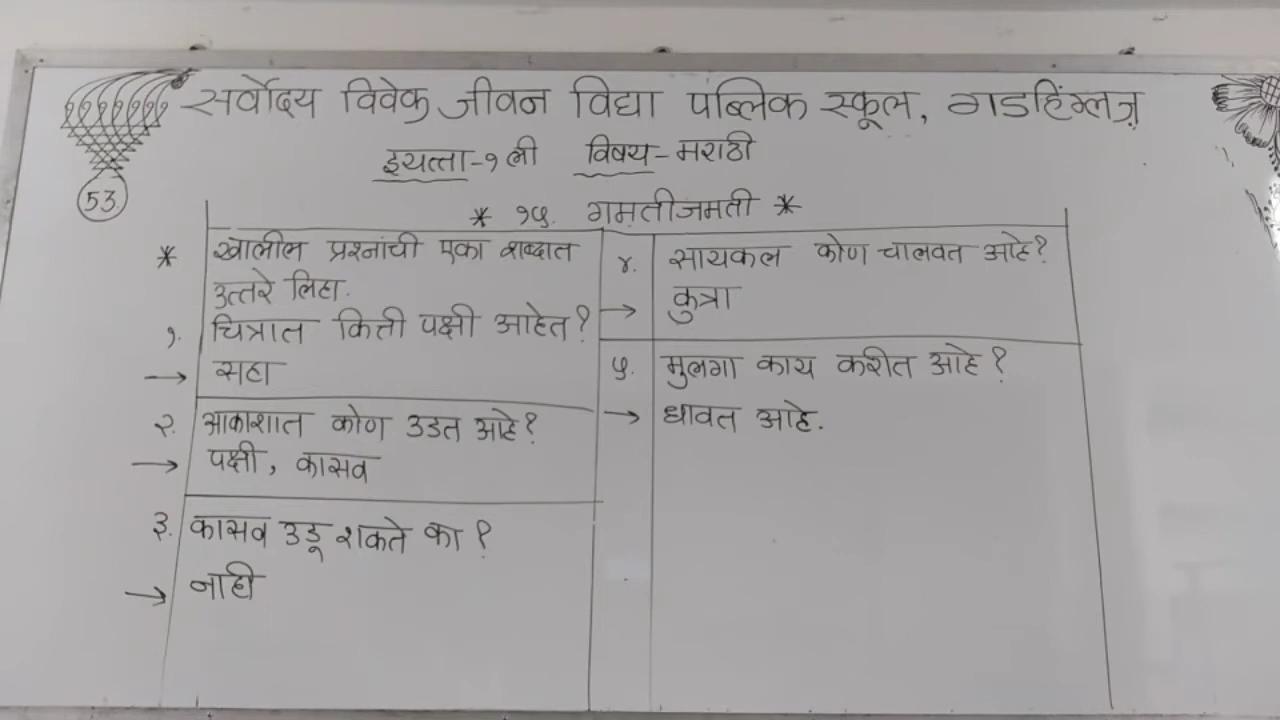 सर्वोदय विवेक जीवन विद्या पब्लिक स्कूल, गडहिंग्लज
इयत्ता-१ली विषय-मराठी
53
* १५. गमतीजमती *
* खालील प्रश्नांची एका शब्दात
उत्तरे लिहा.
१. चित्रात किती पक्षी आहेत?
→ सहा
२. आकाशात कोण उडत आहे?
→ पक्षी, कासव
३. कासव उडू शकते का?
→ नाही
४. सायकल कोण चालवत आहे?
→ कुत्रा
५. मुलगा काय करीत आहे?
→ धावत आहे.